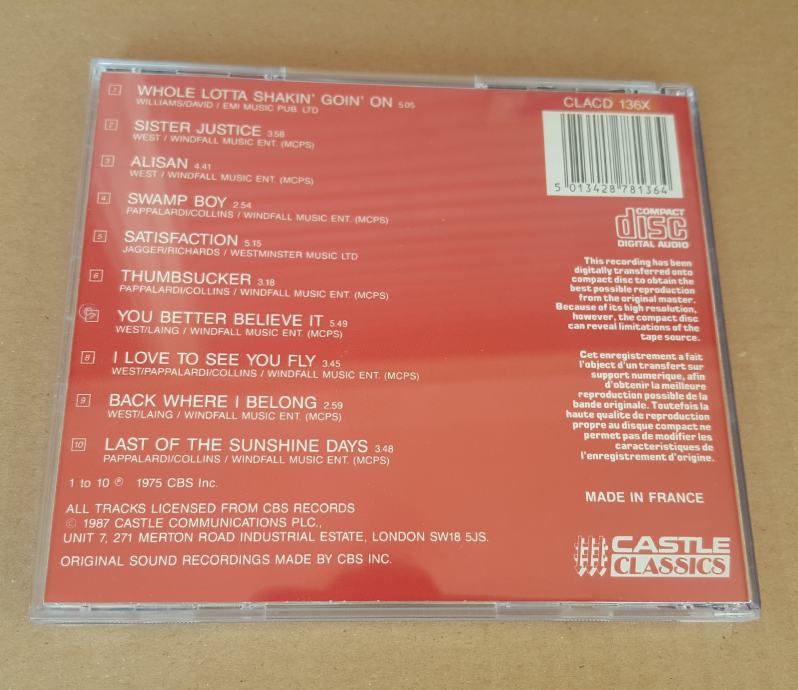 1 WHOLE LOTTA SHAKIN' GOIN' ON 5.05
WILLIAMS/DAVID / EMI MUSIC PUB. LTD
2 SISTER JUSTICE 3.58
WEST / WINDFALL MUSIC ENT. (MCPS)
3 ALISAN 4.41
WEST / WINDFALL MUSIC ENT. (MCPS)
4 SWAMP BOY 2.54
PAPPALARDI/COLLINS / WINDFALL MUSIC ENT. (MCPS)
5 SATISFACTION 5.15
JAGGER/RICHARDS / WESTMINSTER MUSIC LTD
6 THUMBSUCKER 3.18
PAPPALARDI/COLLINS / WINDFALL MUSIC ENT. (MCPS)
7 YOU BETTER BELIEVE IT 5.49
WEST/LAING / WINDFALL MUSIC ENT. (MCPS)
8 I LOVE TO SEE YOU FLY 3.45
WEST/PAPPALARDI/COLLINS / WINDFALL MUSIC ENT. (MCPS)
9 BACK WHERE I BELONG 2.59
WEST/LAING / WINDFALL MUSIC ENT. (MCPS)
10 LAST OF THE SUNSHINE DAYS 3.48
PAPPALARDI/COLLINS / WINDFALL MUSIC ENT. (MCPS)
1 to 10 ℗ 1975 CBS Inc.
ALL TRACKS LICENSED FROM CBS RECORDS
© 1987 CASTLE COMMUNICATIONS PLC.,
UNIT 7, 271 MERTON ROAD INDUSTRIAL ESTATE, LONDON SW18 5JS.
ORIGINAL SOUND RECORDINGS MADE BY CBS INC.
CLACD 136X
5 013428 781364
COMPACT
disc
DIGITAL AUDIO
This recording has been
digitally transferred onto
compact disc to obtain the
best possible reproduction
from the original master.
Because of its high resolution,
however, the compact disc
can reveal limitations of the
tape source.
Cet enregistrement a fait
l'object d'un transfert sur
support numerique, afin
d'obtenir la meilleure
reproduction possible de la
bande originale. Toutefois la
haute qualite de reproduction
propre au disque compact ne
permet pas de modifier les
caracteristiques de
l'enregistrement d'origine.
MADE IN FRANCE
CASTLE
CLASSICS